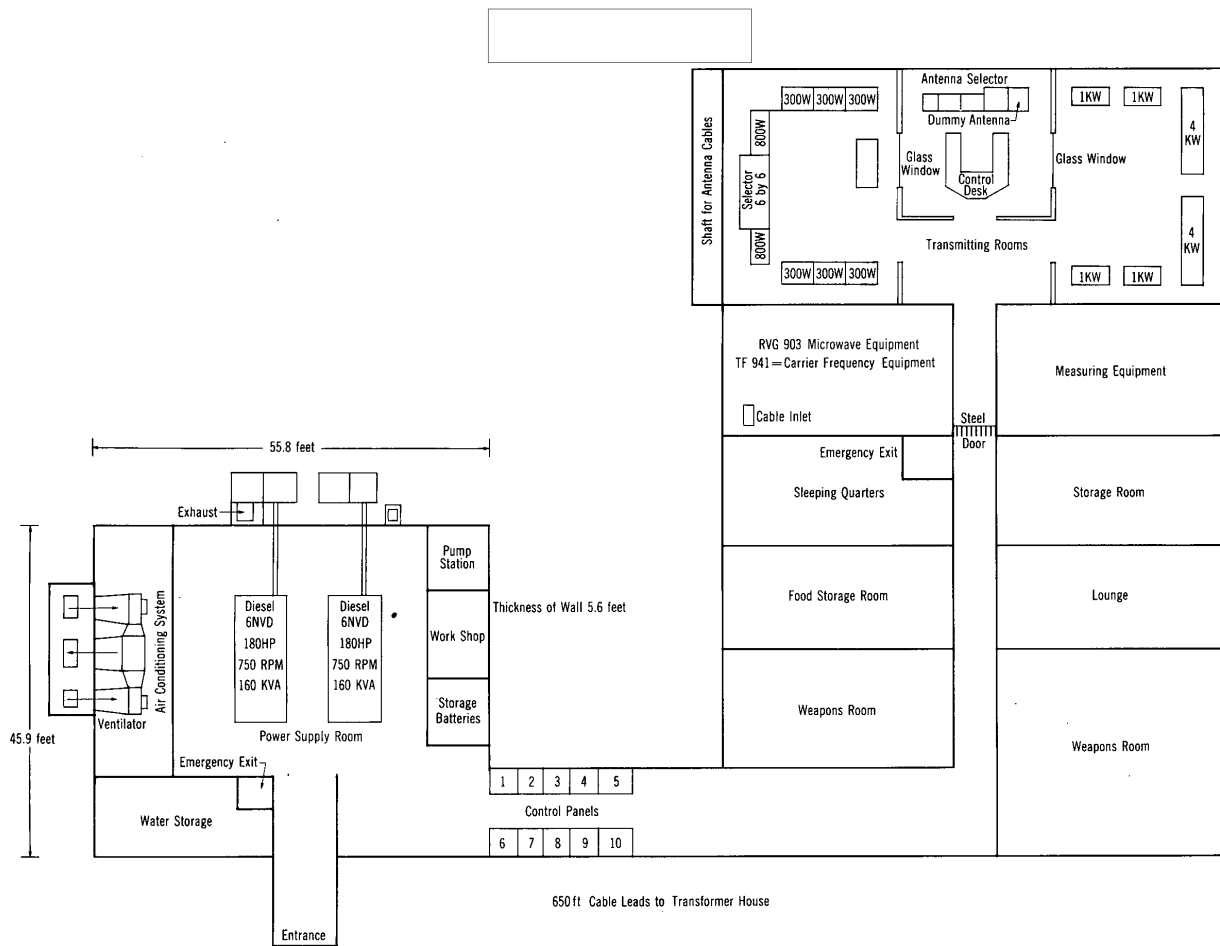 Antenna Selector
300W 300W 300W
1KW 1KW
Dummy Antenna
4
KW
800W
Shaft for Antenna Cables
Selector
6 by 6
Glass
Window
Control
Desk
Glass Window
800W
4
KW
Transmitting Rooms
300W 300W 300W
1KW 1KW
RVG 903 Microwave Equipment
TF 941=Carrier Frequency Equipment
Measuring Equipment
Cable Inlet
Steel
Door
55.8 feet
Emergency Exit
Sleeping Quarters
Storage Room
Exhaust
Pump
Station
Thickness of Wall 5.6 feet
Food Storage Room
Lounge
Diesel
6NVD
180HP
750 RPM
160 KVA
Diesel
6NVD
180HP
750 RPM
160 KVA
Work Shop
Air Conditioning System
Storage
Batteries
Weapons Room
Ventilator
Power Supply Room
45.9 feet
Weapons Room
Emergency Exit
1 2 3 4 5
Control Panels
Water Storage
6 7 8 9 10
650ft Cable Leads to Transformer House
Entrance